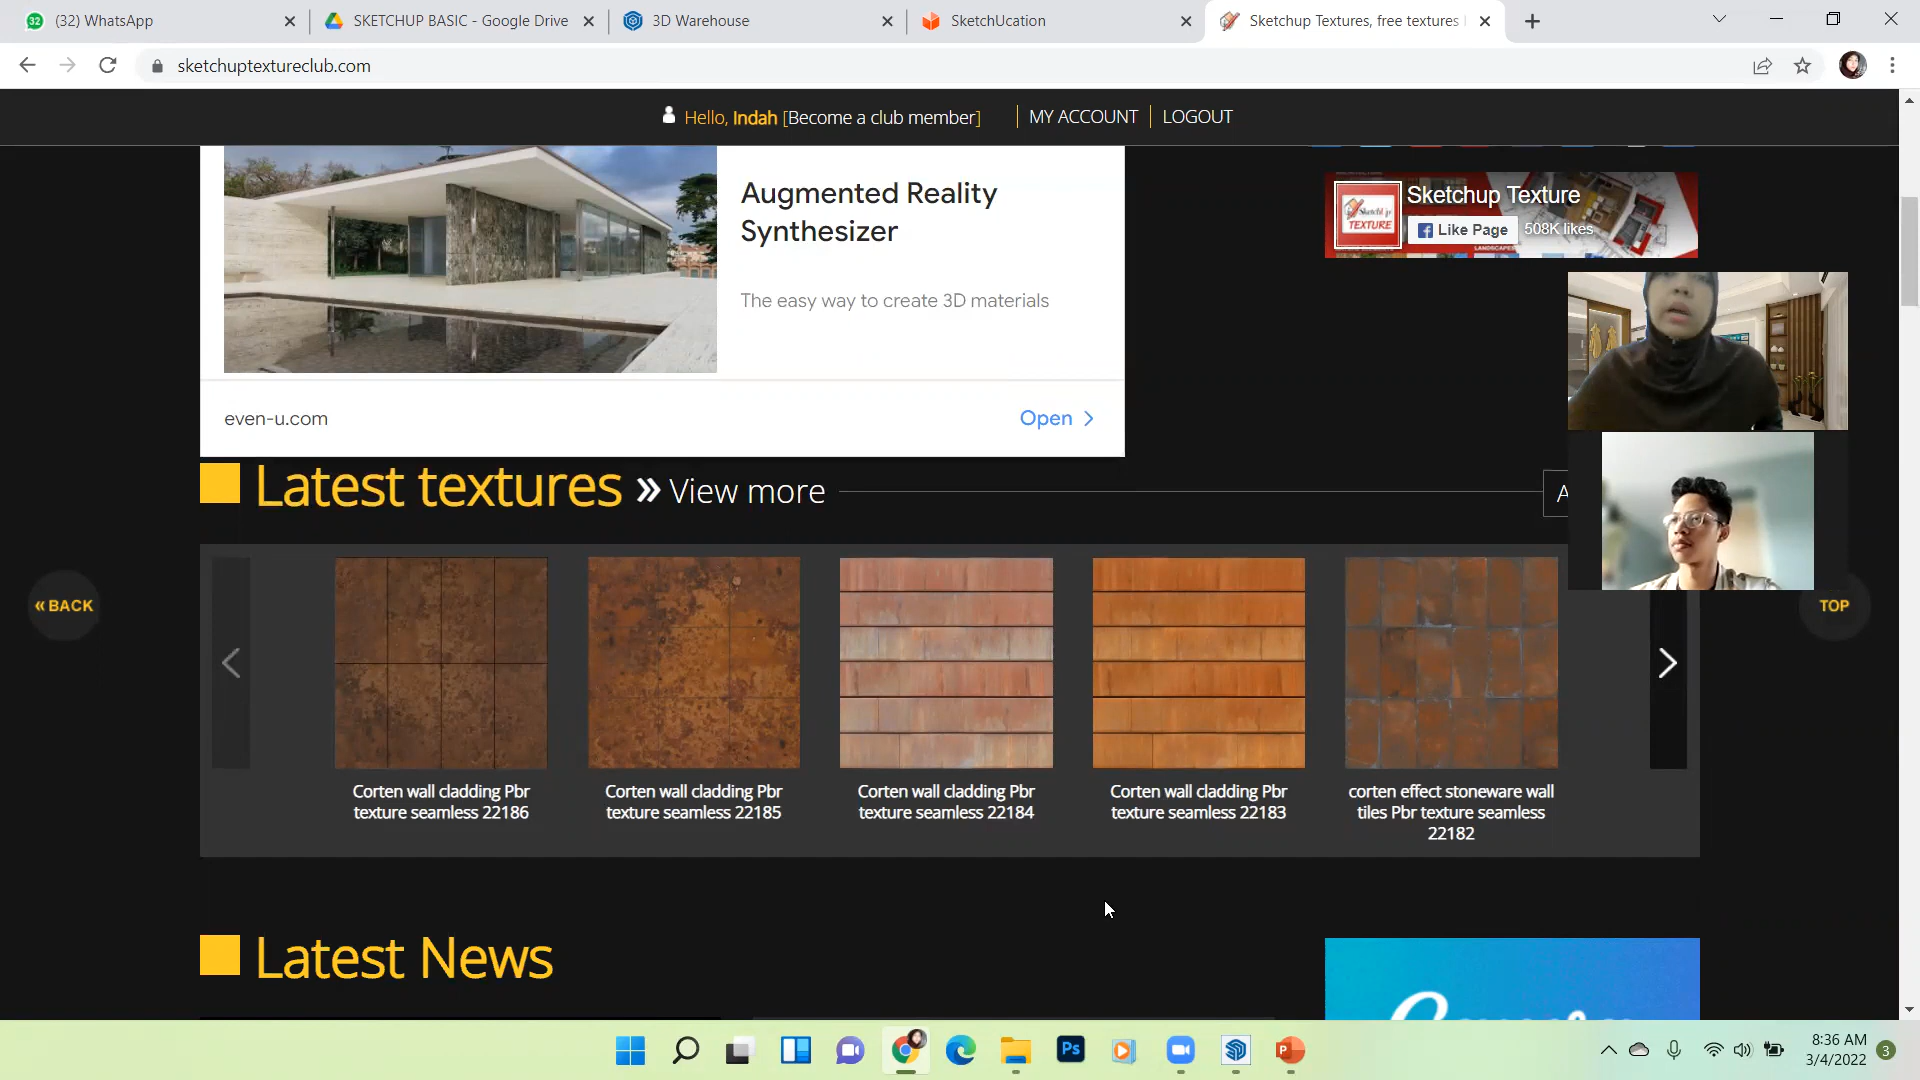 (32) WhatsApp
SKETCHUP BASIC - Google Drive
3D Warehouse
SketchUcation
Sketchup Textures, free textures
sketchuptextureclub.com
Hello, Indah [Become a club member]
MY ACCOUNT
LOGOUT
Augmented Reality
Synthesizer
The easy way to create 3D materials
even-u.com
Open
Sketchup Texture
Like Page
508K likes
TEXTURE
LANDSCAPES
Latest textures » View more
« BACK
TOP
Corten wall cladding Pbr
texture seamless 22186
Corten wall cladding Pbr
texture seamless 22185
Corten wall cladding Pbr
texture seamless 22184
Corten wall cladding Pbr
texture seamless 22183
corten effect stoneware wall
tiles Pbr texture seamless
22182
Latest News
Ps
8:36 AM
3/4/2022
3